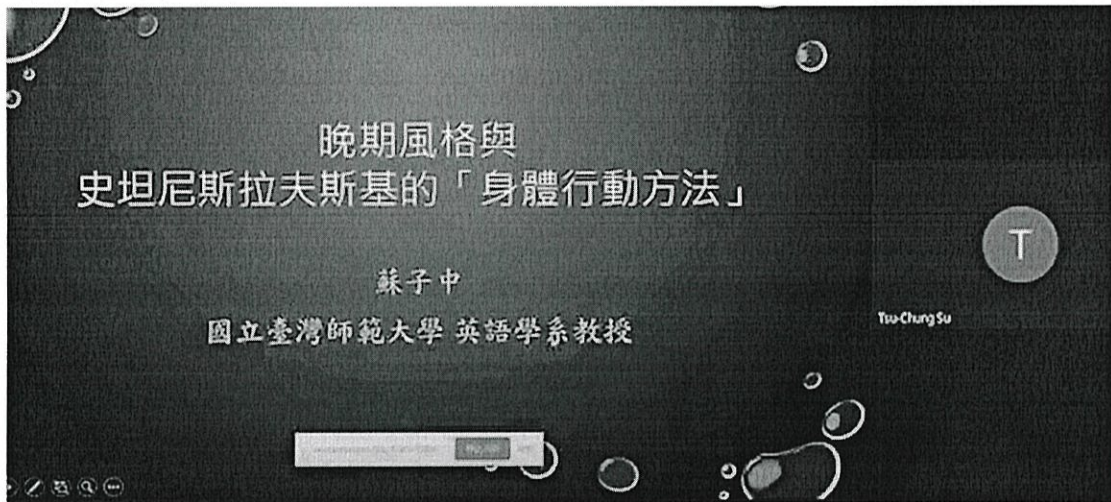 晚期風格與
史坦尼斯拉夫斯基的「身體行動方法」
蘇子中
國立臺灣師範大學 英語學系教授
T
Tsu-Chung Su